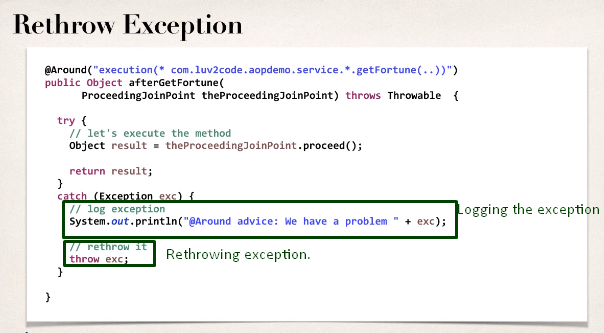 Rethrow Exception
@Around("execution(* com.luv2code.aopdemo.service.*.getFortune(..))")
public Object afterGetFortune(
ProceedingJoinPoint theProceedingJoinPoint) throws Throwable {
try {
// let's execute the method
Object result = theProceedingJoinPoint.proceed();
return result;
}
catch (Exception exc) {
// log exception
System.out.println("@Around advice: We have a problem " + exc);
Logging the exception
// rethrow it
throw exc;
Rethrowing exception.
}
}